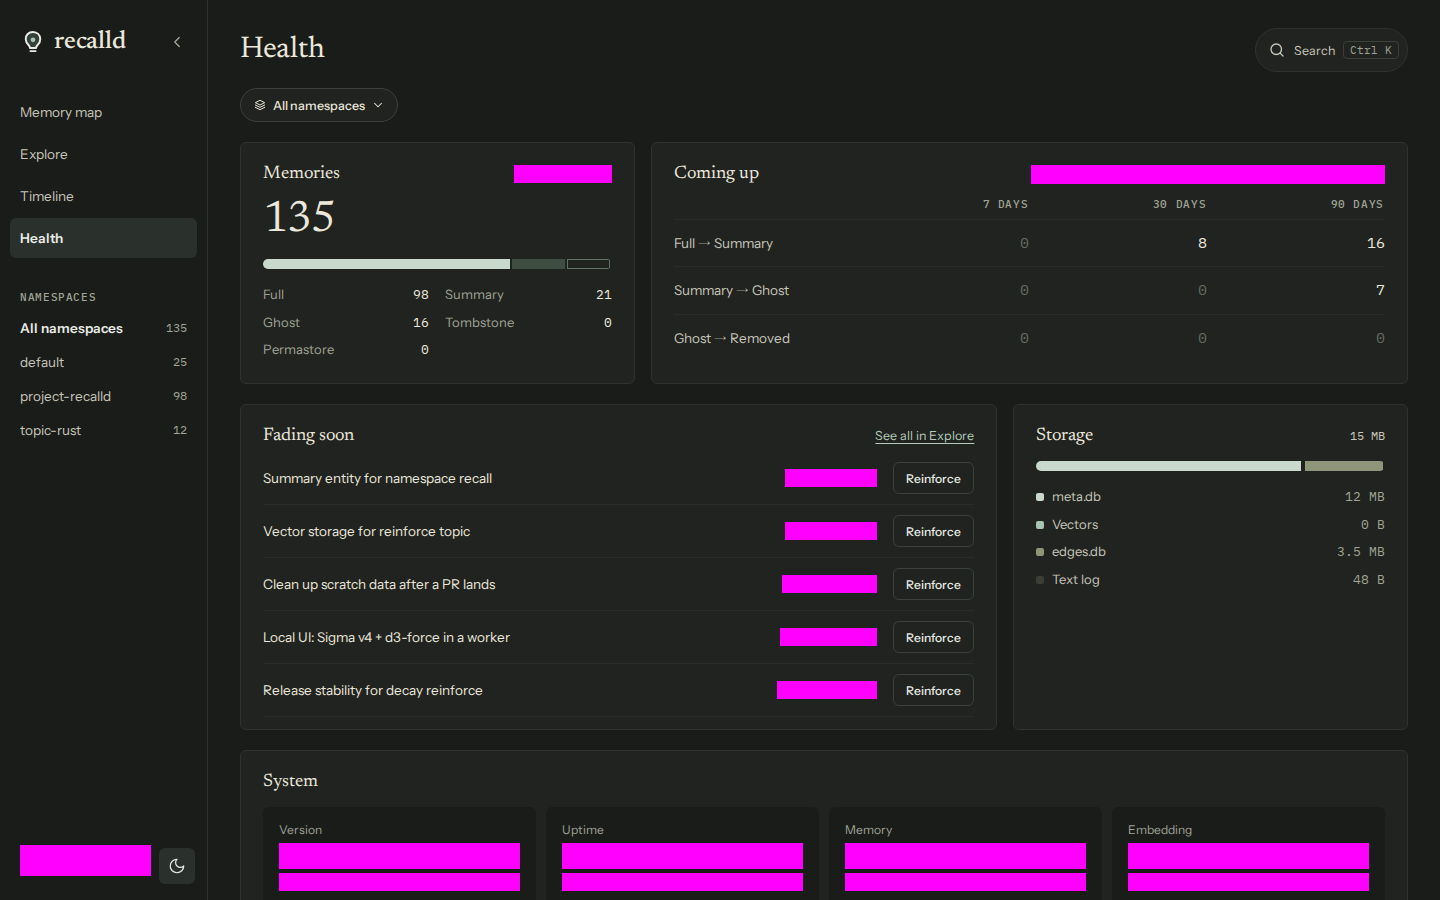 recalld
Memory map
Explore
Timeline
Health
NAMESPACES
All namespaces 135
default 25
project-recalld 98
topic-rust 12
Health
Search Ctrl K
All namespaces
Memories
135
Full 98 Summary 21
Ghost 16 Tombstone 0
Permastore 0
Coming up
7 DAYS 30 DAYS 90 DAYS
Full → Summary 0 8 16
Summary → Ghost 0 0 7
Ghost → Removed 0 0 0
Fading soon See all in Explore
Summary entity for namespace recall Reinforce
Vector storage for reinforce topic Reinforce
Clean up scratch data after a PR lands Reinforce
Local UI: Sigma v4 + d3-force in a worker Reinforce
Release stability for decay reinforce Reinforce
Storage 15 MB
meta.db 12 MB
Vectors 0 B
edges.db 3.5 MB
Text log 48 B
System
Version Uptime Memory Embedding